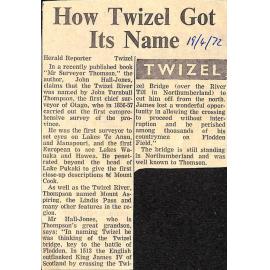 How Twizel Got
Its Name 19/6/72
Herald Reporter Twizel
In a recently published book
"Mr Surveyor Thomson," the
author, John Hall-Jones,
claims that the Twizel River
was named by John Turnbull
Thompson, the first chief sur-
veyor of Otago, who in 1856-57
carried out the first compre-
hensive survey of the pro-
vince.
He was the first surveyor to
set eyes on Lakes Te Anau,
and Manapouri, and the first
European to see Lakes Wa-
naka and Hawea. He pene-
trated beyond the head of
Lake Pukaki to give the first
close-up descriptions of Mount
Cook.
As well as the Twizel River,
Thompson named Mount As-
piring, the Lindis Pass and
many other features in the re-
gion.
Mr Hall-Jones, who is
Thompson's great grandson,
says: "In naming Twizel he
was thinking of the Twizel
bridge, key to the battle of
Flodden. In 1513 the English
outflanked King James IV of
Scotland by crossing the Twi-
TWIZEL
zel Bridge (over the River
Till in Northumberland) to
cut him off from the north.
James lost a wonderful oppor-
tunity in allowing the crossing
to proceed without inter-
ruption and he perished
among thousands of his
countrymen on Flodden
Field."
The bridge is still standing
in Northumberland and was
well known to Thomson.